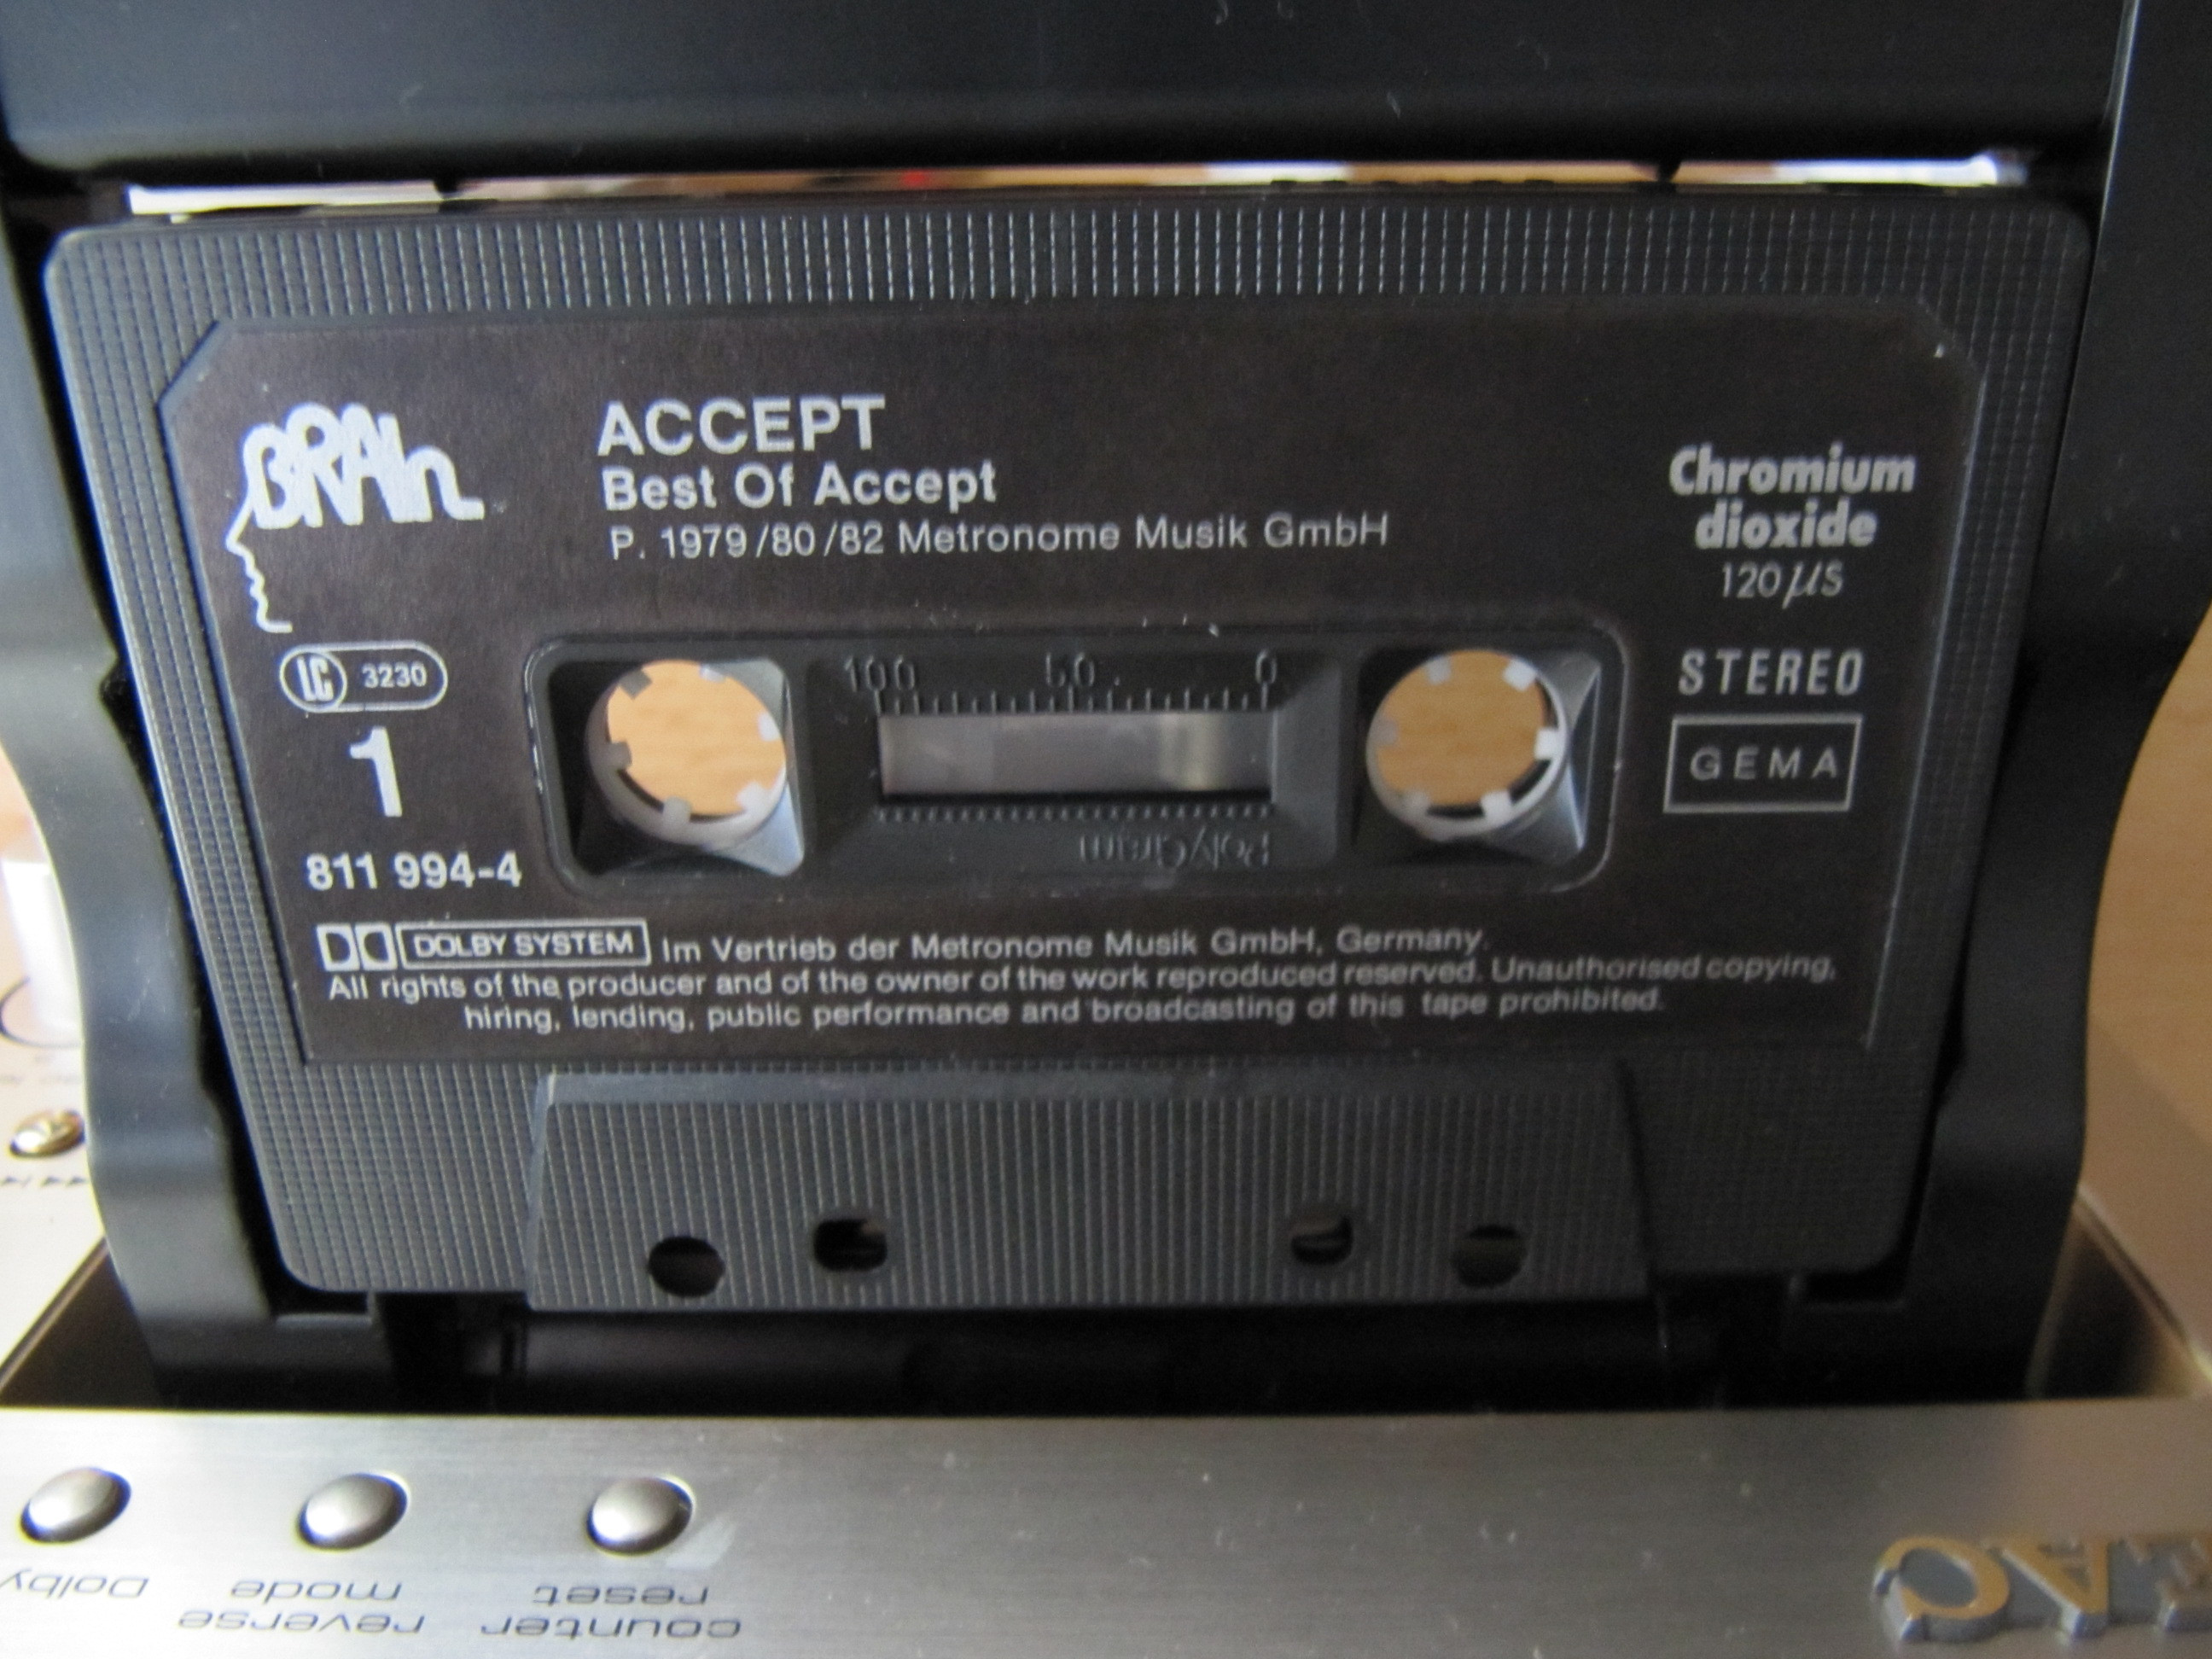 BRAIN
ACCEPT
Best Of Accept
P. 1979/80/82 Metronome Musik GmbH
Chromium
dioxide
120 µS
STEREO
GEMA
LC 3230
1
811 994-4
100 50 0
PolyGram
DOLBY SYSTEM Im Vertrieb der Metronome Musik GmbH, Germany.
All rights of the producer and of the owner of the work reproduced reserved. Unauthorised copying,
hiring, lending, public performance and broadcasting of this tape prohibited.
Dolby
reverse
mode
counter
reset